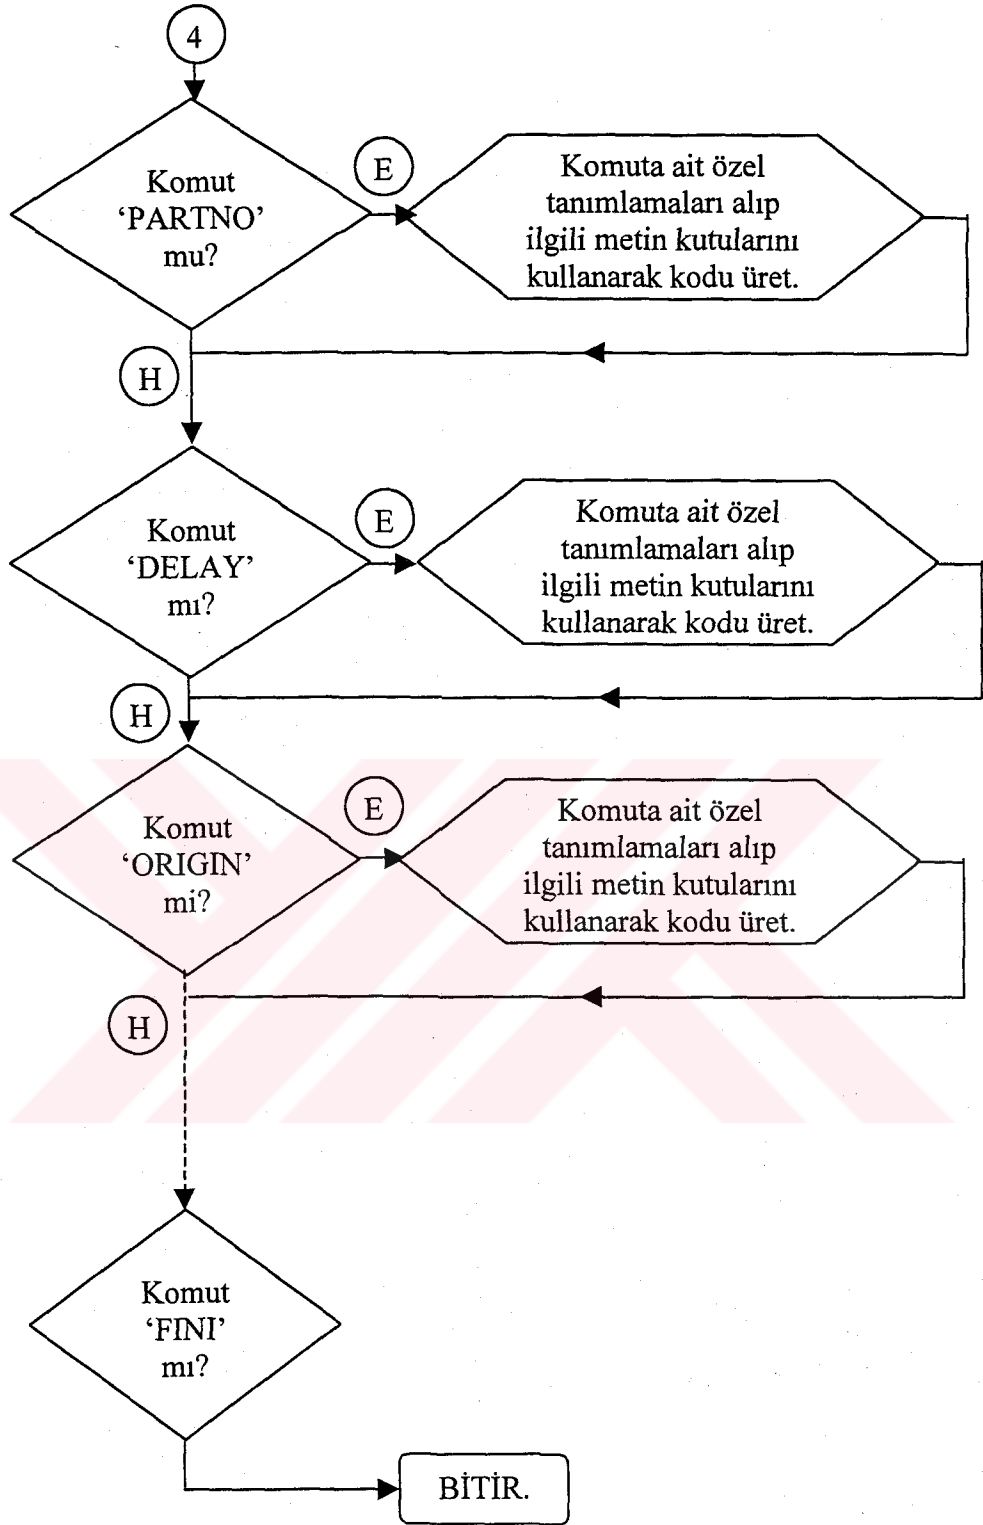 4
Komut
‘PARTNO’
mu?
E
Komuta ait özel
tanımlamaları alıp
ilgili metin kutularını
kullanarak kodu üret.
H
Komut
‘DELAY’
mı?
E
Komuta ait özel
tanımlamaları alıp
ilgili metin kutularını
kullanarak kodu üret.
H
Komut
‘ORIGIN’
mi?
E
Komuta ait özel
tanımlamaları alıp
ilgili metin kutularını
kullanarak kodu üret.
H
Komut
‘FINI’
mı?
BİTİR.